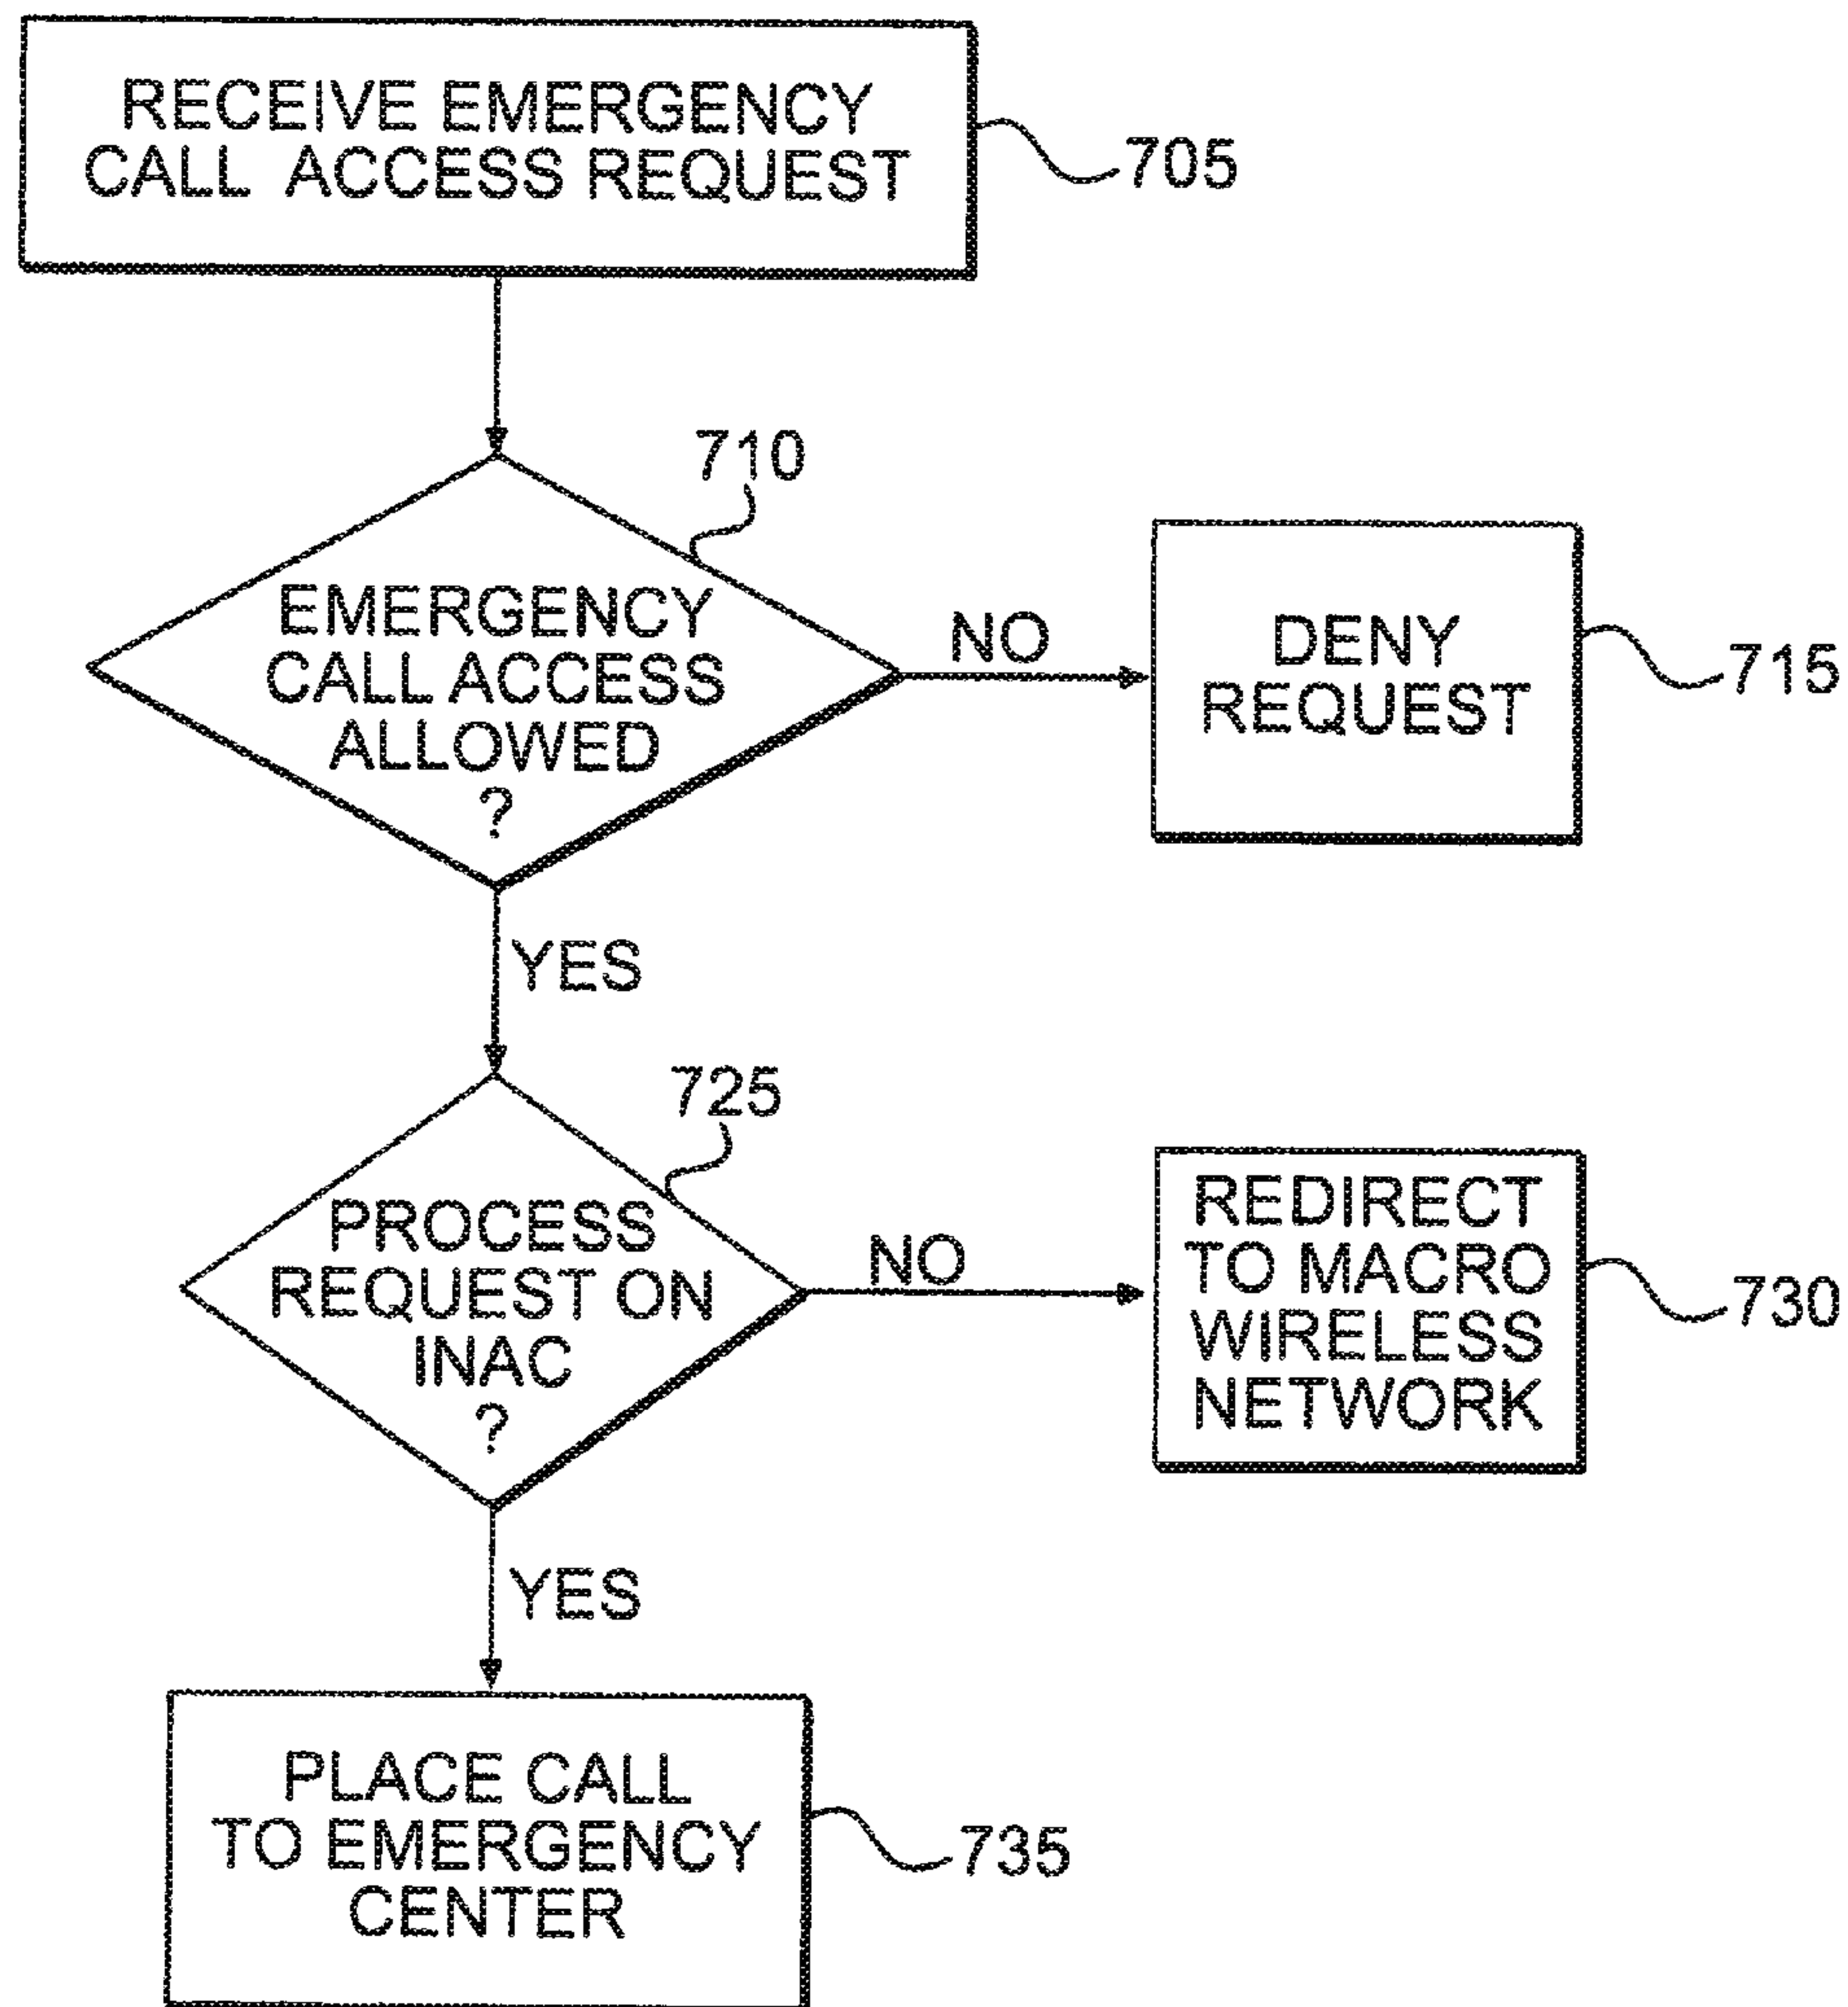 RECEIVE EMERGENCY
CALL ACCESS REQUEST
705
710
EMERGENCY
CALL ACCESS
ALLOWED
?
NO
DENY
REQUEST
715
YES
725
PROCESS
REQUEST ON
INAC
?
NO
REDIRECT
TO MACRO
WIRELESS
NETWORK
730
YES
PLACE CALL
TO EMERGENCY
CENTER
735